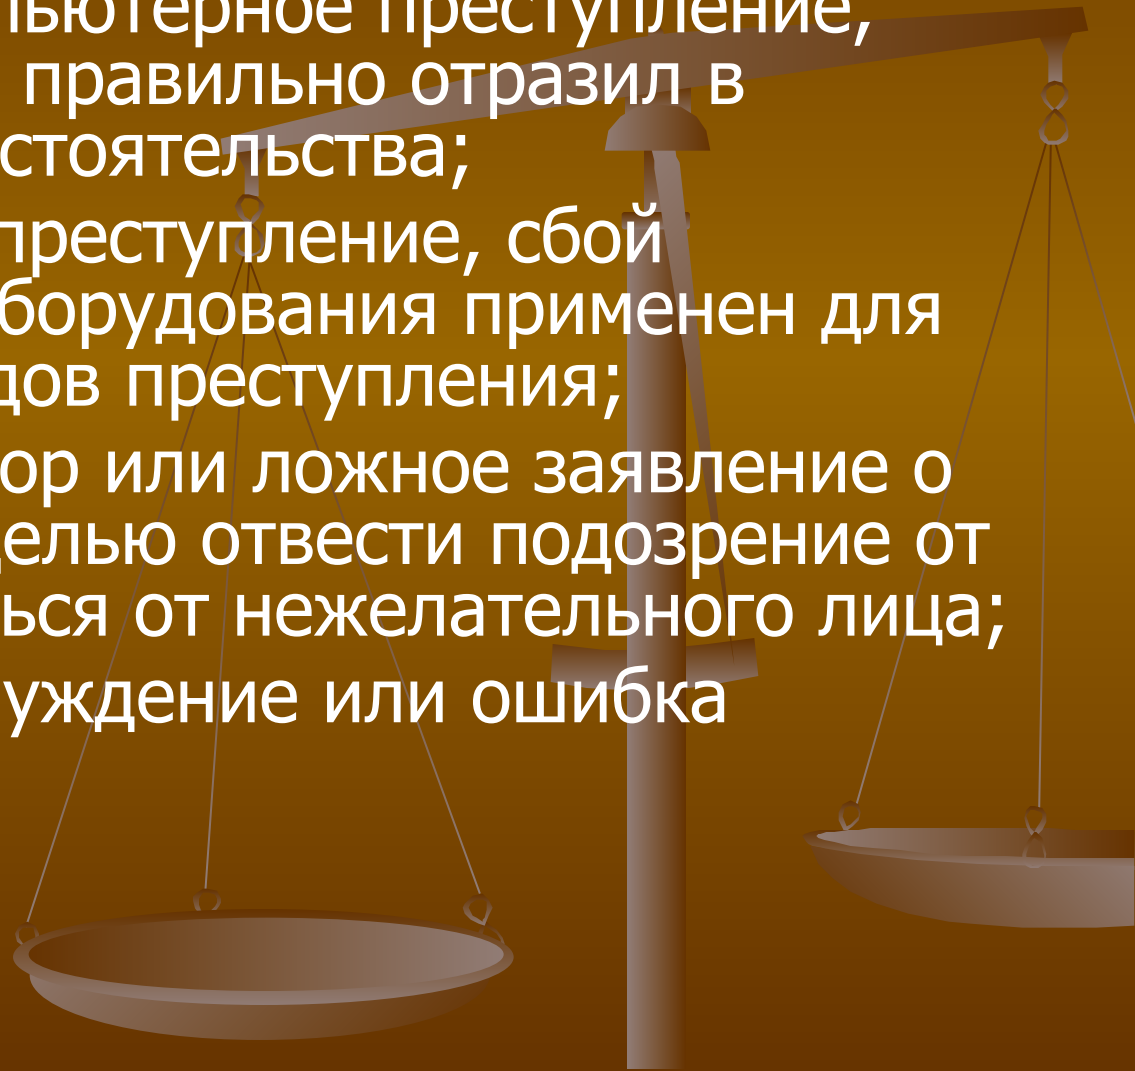 пьютерное преступление,
правильно отразил в
стоятельства;
преступление, сбой
борудования применен для
дов преступления;
ор или ложное заявление о
целью отвести подозрение от
ься от нежелательного лица;
уждение или ошибка